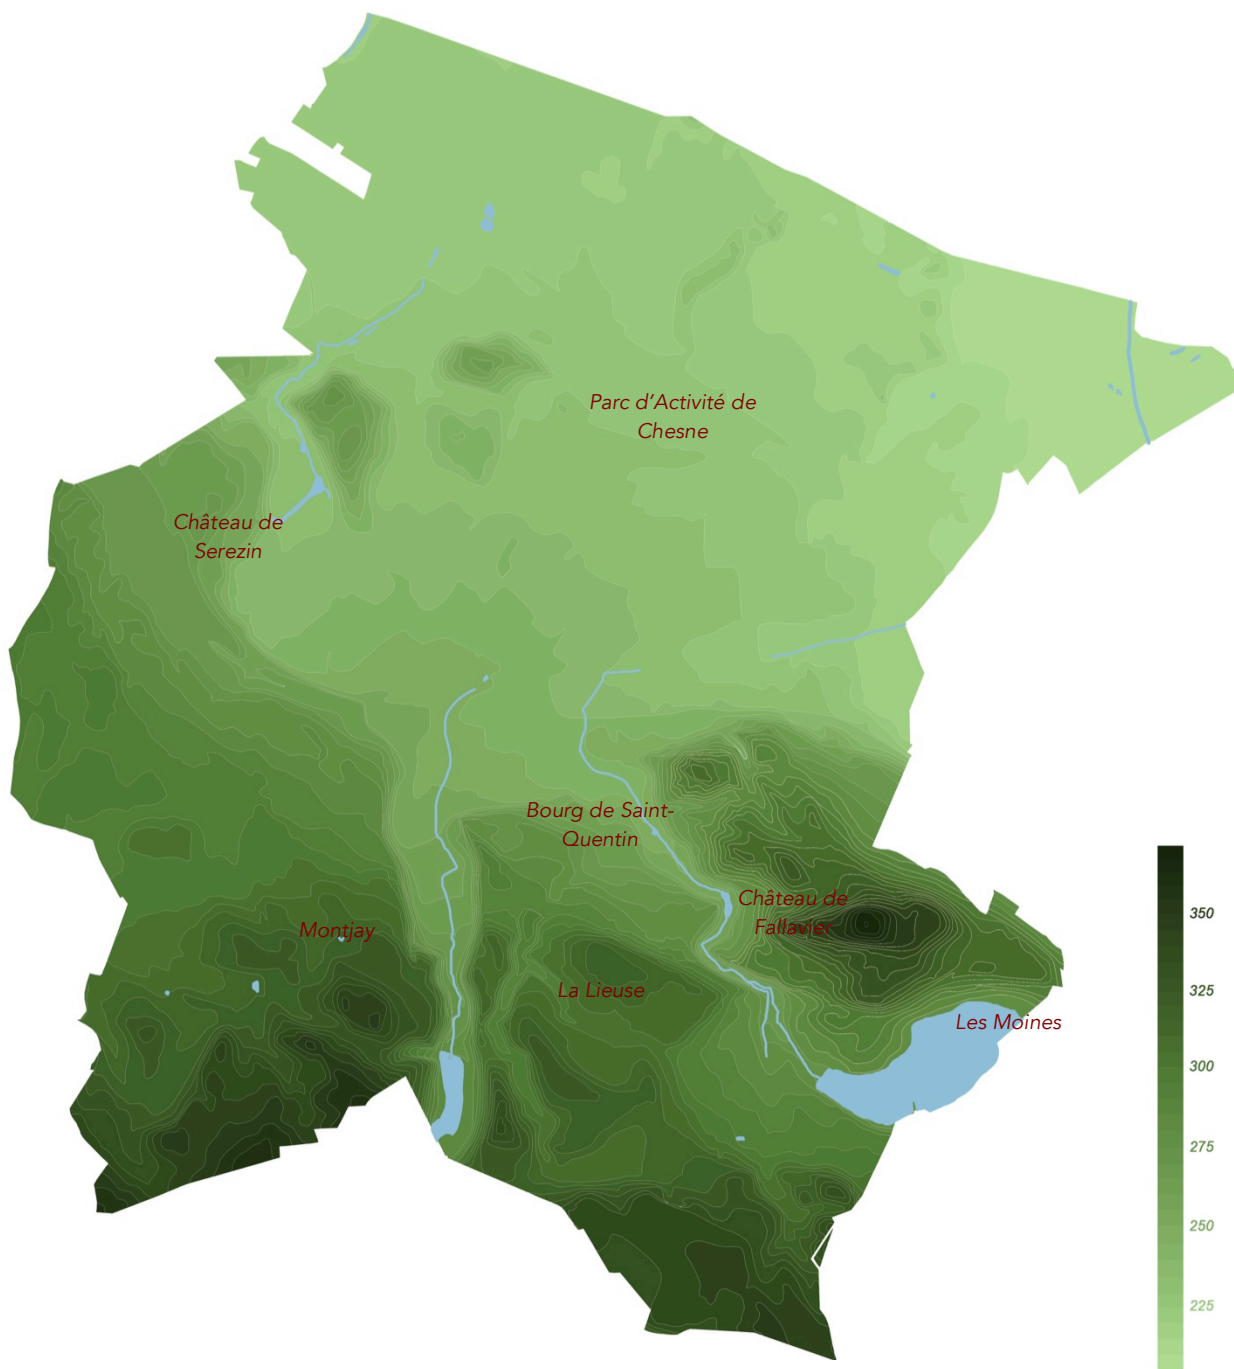 Parc d'Activité de
Chesne
Château de
Serezin
Bourg de Saint-
Quentin
Château de
Fallavier
Montjay
La Lieuse
Les Moines
350
325
300
275
250
225